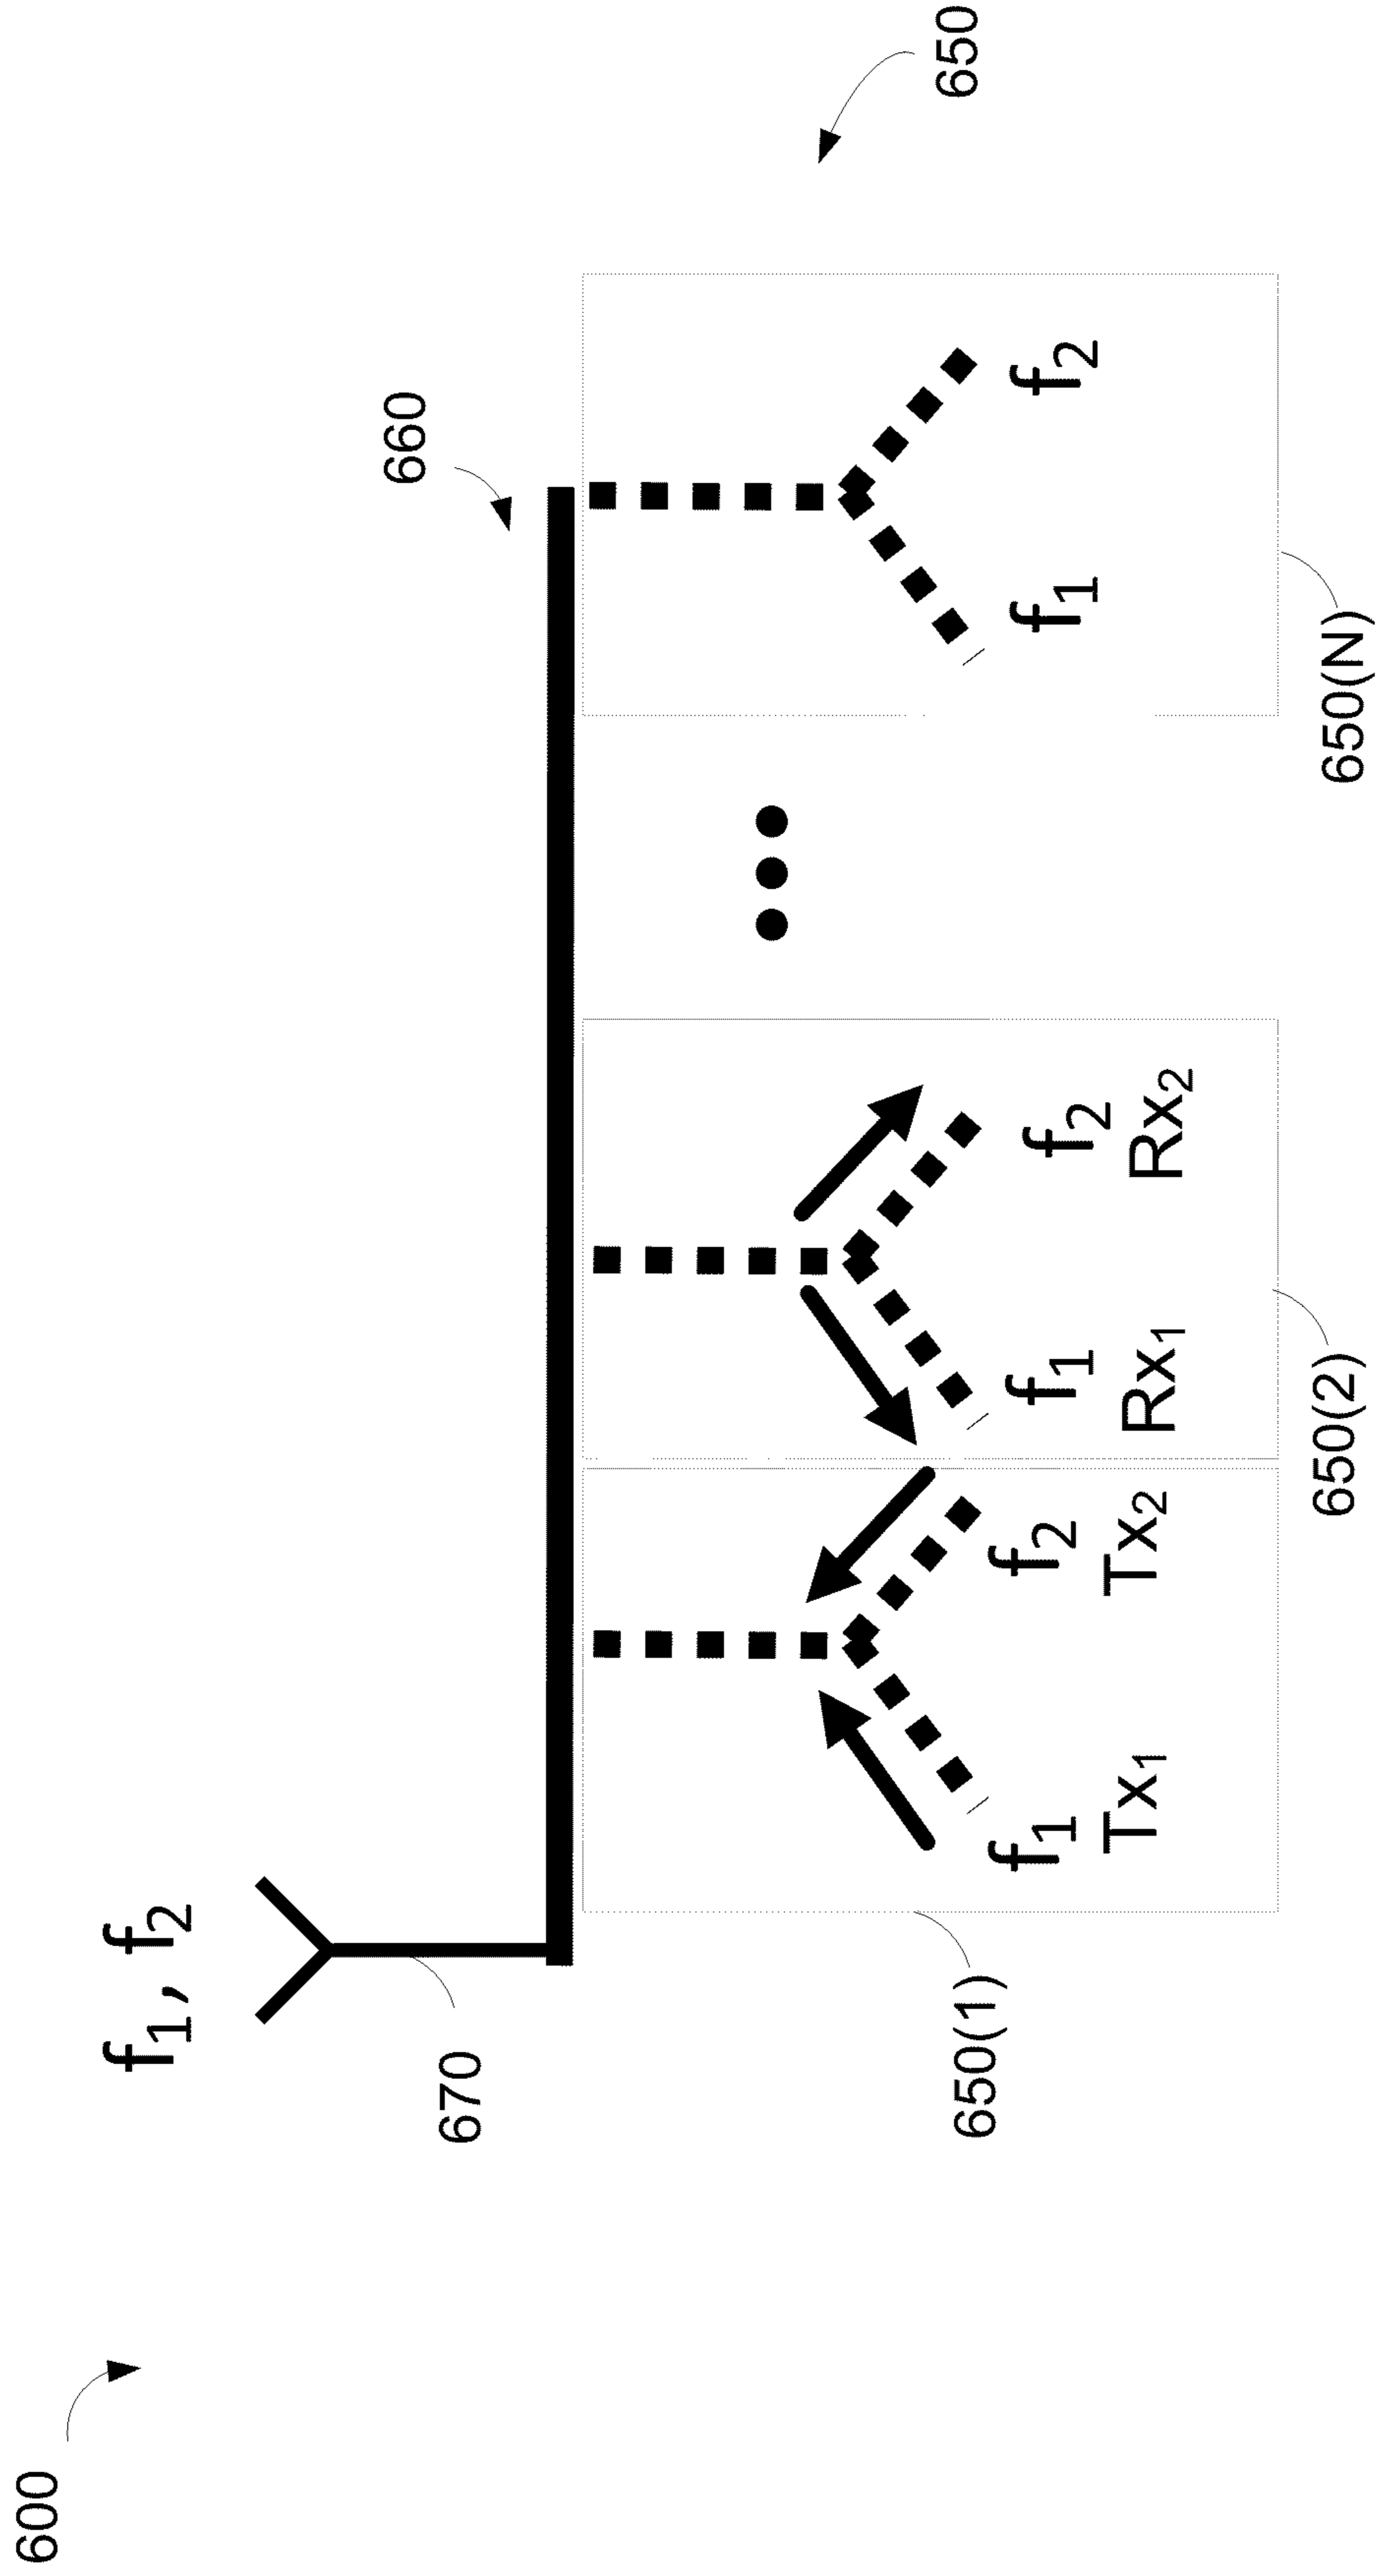 600
f₁, f₂
670
660
650
f₁
Tx₁
f₂
Tx₂
f₁
Rx₁
f₂
Rx₂
f₁
f₂
650(1)
650(2)
650(N)